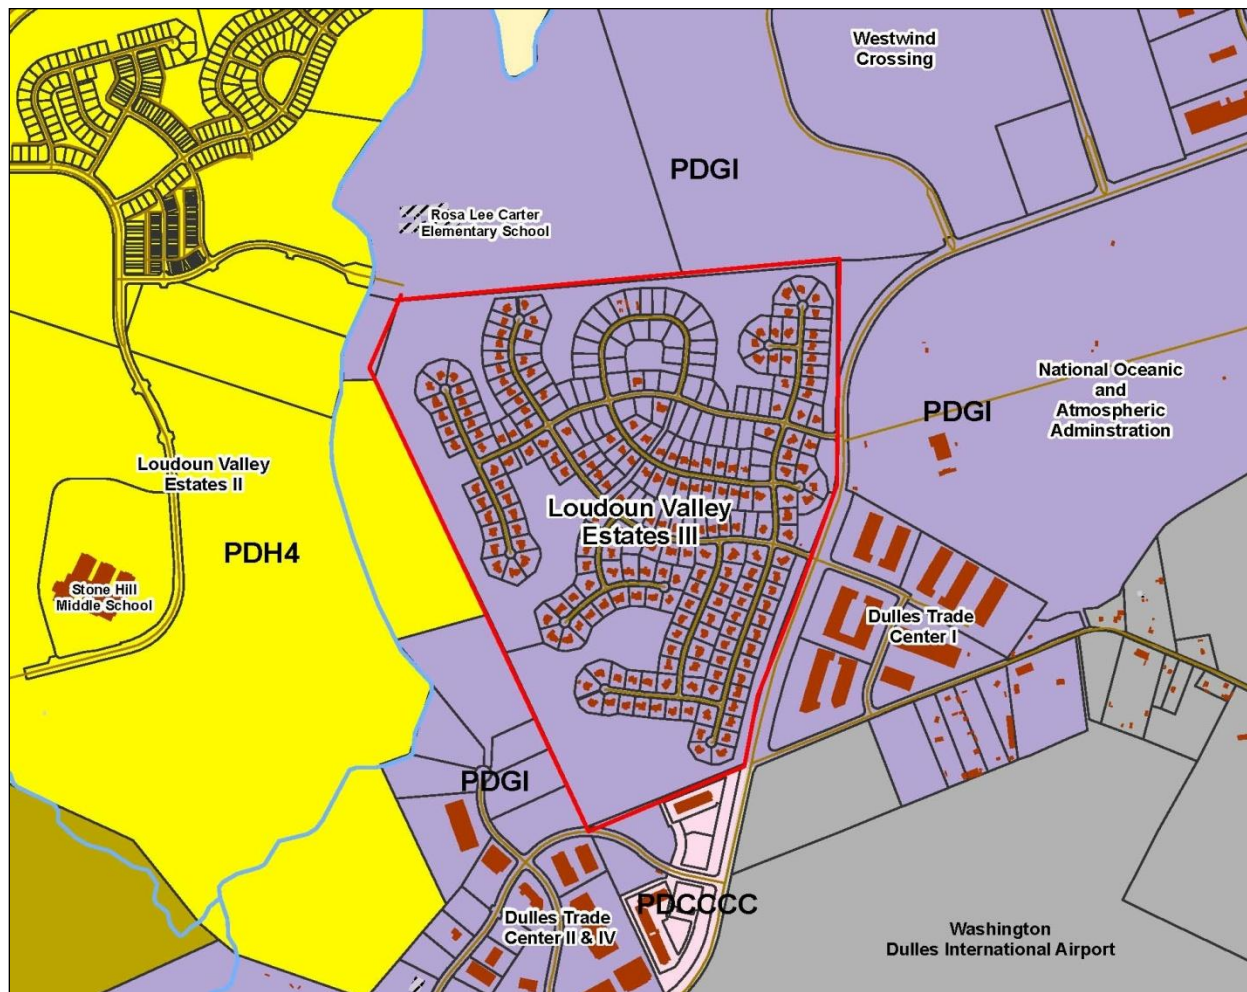 Westwind
Crossing
PDGI
Rosa Lee Carter
Elementary School
National Oceanic
and
Atmospheric
Adminstration
PDGI
Loudoun Valley
Estates II
Loudoun Valley
Estates III
PDH4
Stone Hill
Middle School
Dulles Trade
Center I
PDGI
PDCCCC
Dulles Trade
Center II & IV
Washington
Dulles International Airport